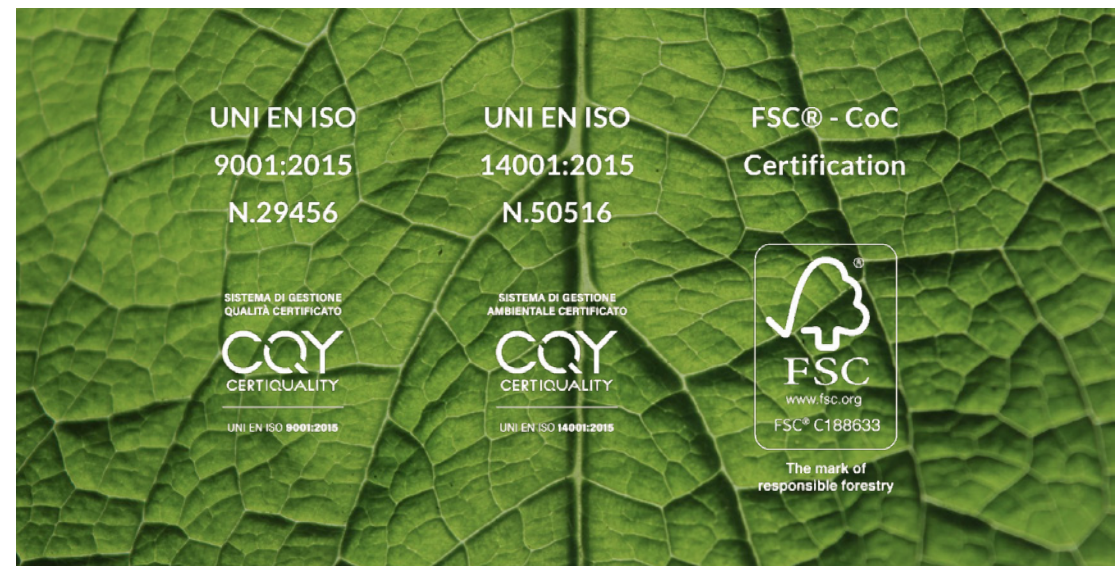 UNI EN ISO
9001:2015
N.29456
SISTEMA DI GESTIONE
QUALITÀ CERTIFICATO
CQY
CERTIQUALITY
UNI EN ISO 9001:2015
UNI EN ISO
14001:2015
N.50516
SISTEMA DI GESTIONE
AMBIENTALE CERTIFICATO
CQY
CERTIQUALITY
UNI EN ISO 14001:2015
FSC® - CoC
Certification
®
FSC
www.fsc.org
FSC® C188633
The mark of
responsible forestry